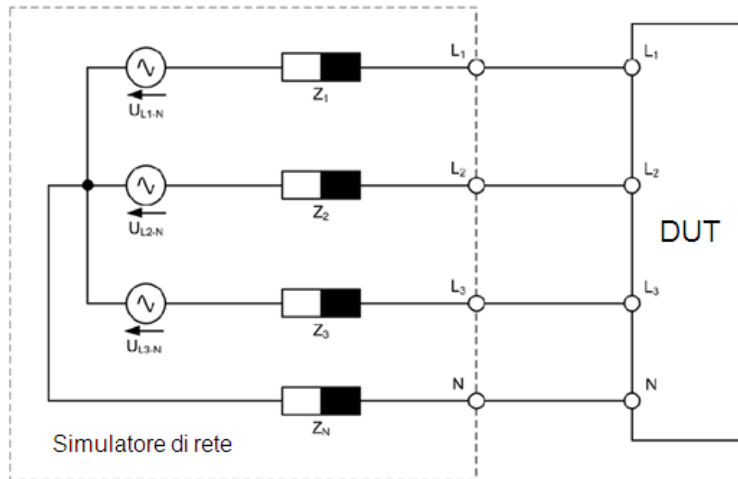 L1
L1
UL1-N
Z1
L2
L2
UL2-N
Z2
DUT
L3
L3
UL3-N
Z3
N
N
ZN
Simulatore di rete